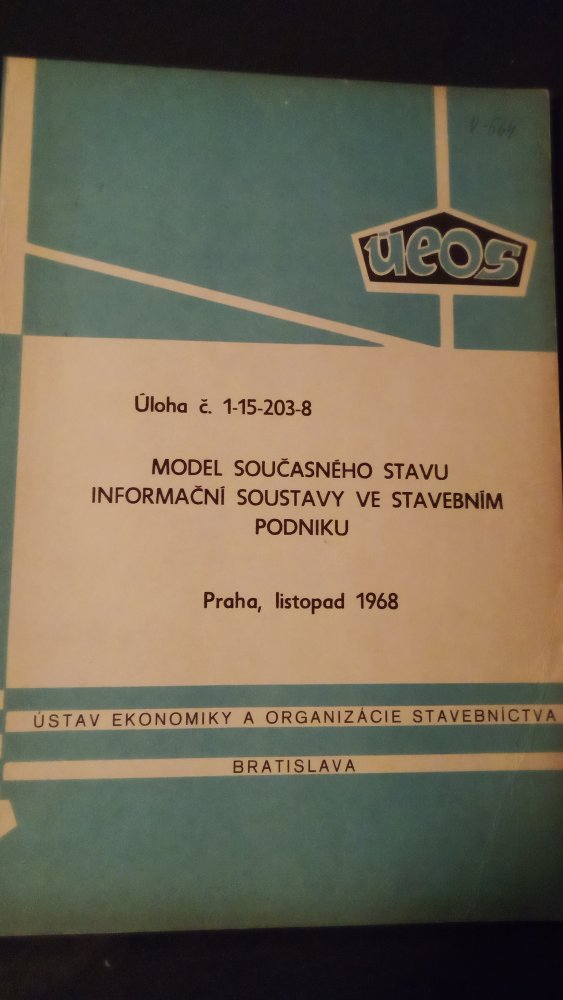 V-564
ÚEOS
Úloha č. 1-15-203-8
MODEL SOUČASNÉHO STAVU
INFORMAČNÍ SOUSTAVY VE STAVEBNÍM
PODNIKU
Praha, listopad 1968
ÚSTAV EKONOMIKY A ORGANIZÁCIE STAVEBNÍCTVA
BRATISLAVA